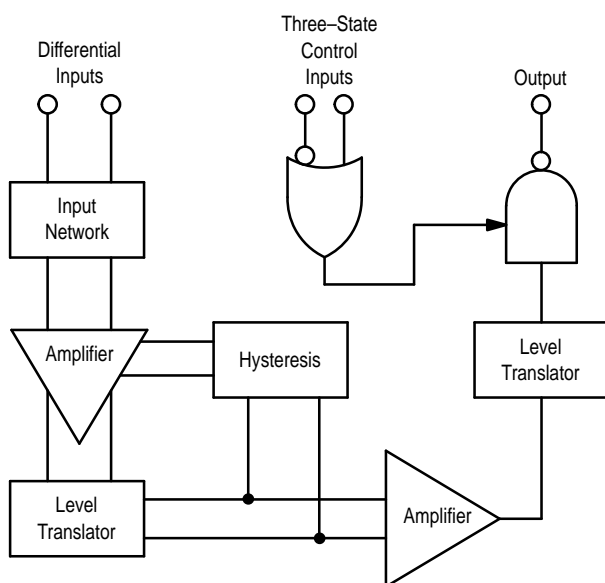 Differential
Inputs
Three–State
Control
Inputs
Output
Input
Network
Amplifier
Hysteresis
Level
Translator
Level
Translator
Amplifier